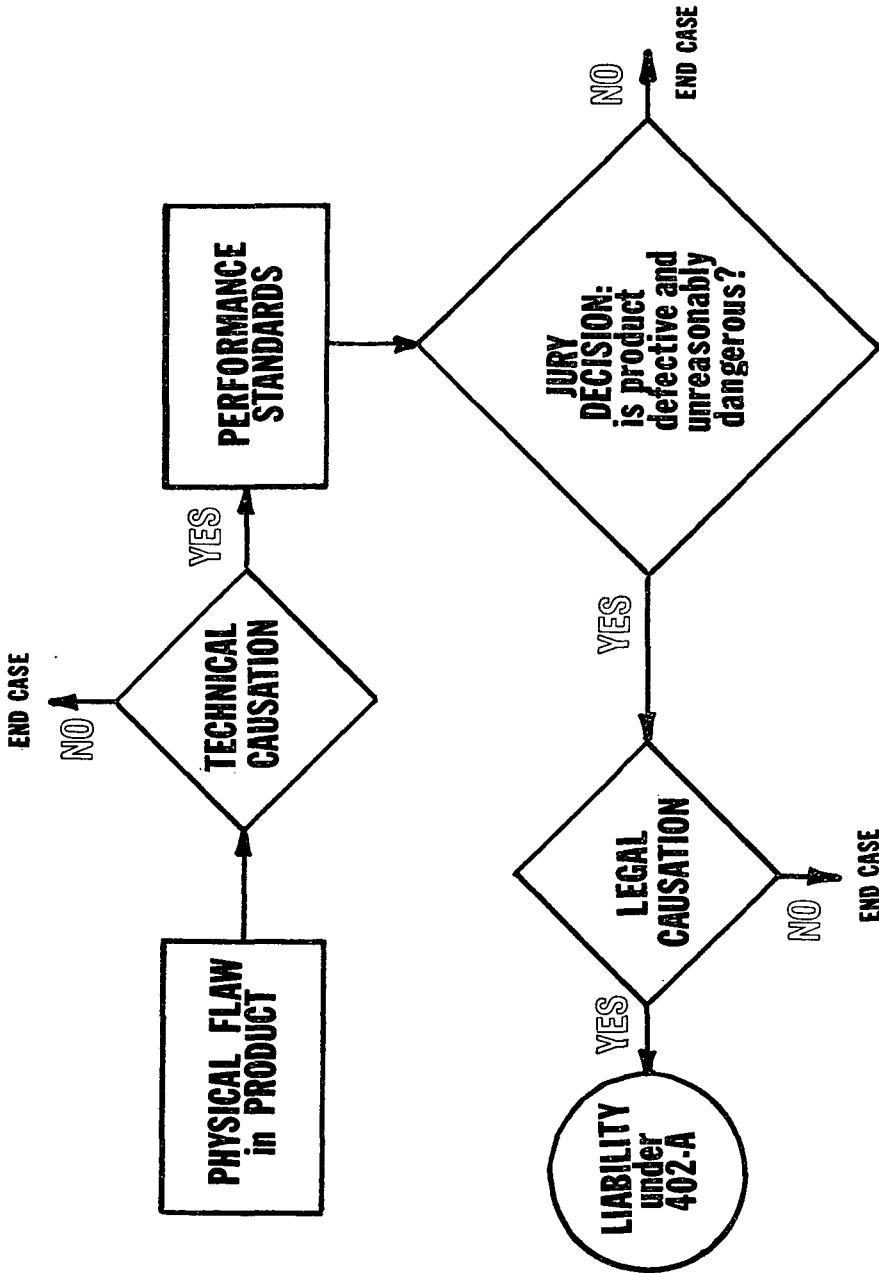 PHYSICAL FLAW
in PRODUCT
TECHNICAL
CAUSATION
NO
END CASE
YES
PERFORMANCE
STANDARDS
JURY
DECISION:
is product
defective and
unreasonably
dangerous?
NO
END CASE
YES
LEGAL
CAUSATION
NO
END CASE
YES
LIABILITY
under
402-A